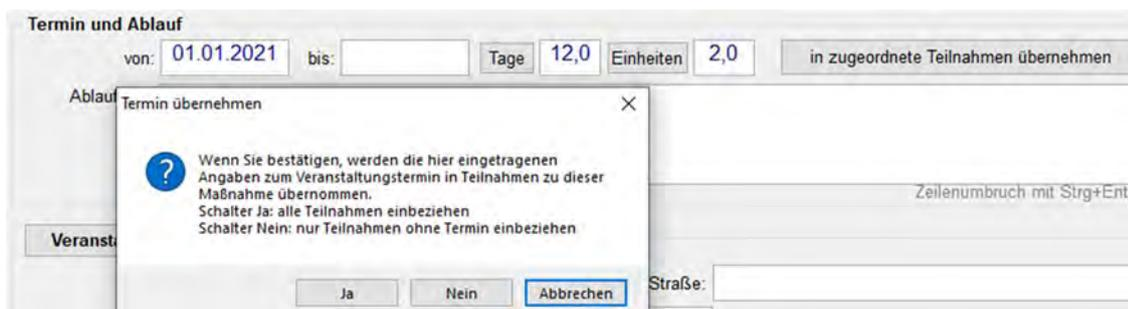 Termin und Ablauf
von: 01.01.2021 bis: Tage 12,0 Einheiten 2,0 in zugeordnete Teilnahmen übernehmen
Ablauf
Termin übernehmen
Wenn Sie bestätigen, werden die hier eingetragenen
Angaben zum Veranstaltungstermin in Teilnahmen zu dieser
Maßnahme übernommen.
Schalter Ja: alle Teilnahmen einbeziehen
Schalter Nein: nur Teilnahmen ohne Termin einbeziehen
Zeilenumbruch mit Strg+Ent
Veransta
Straße:
Ja Nein Abbrechen